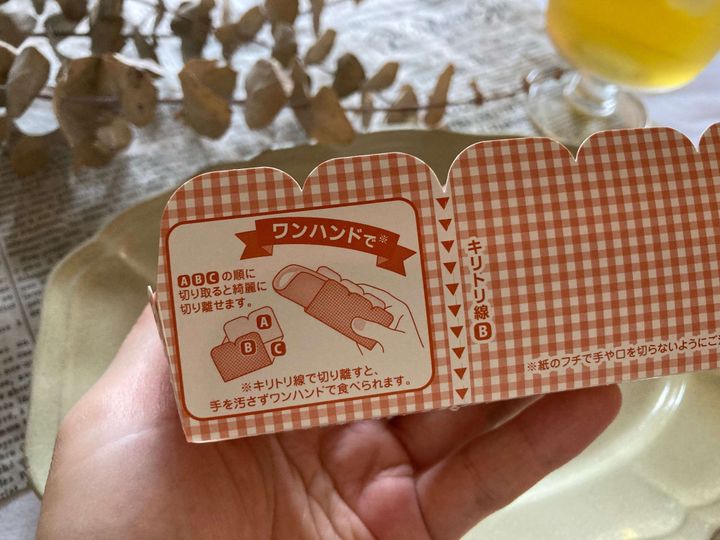 ワンハンドで※
ABCの順に
切り取ると綺麗に
切り離せます。
A
B
C
※キリトリ線で切り離すと、
手を汚さずワンハンドで食べられます。
キリトリ線B
※紙のフチで手や口を切らないようにご